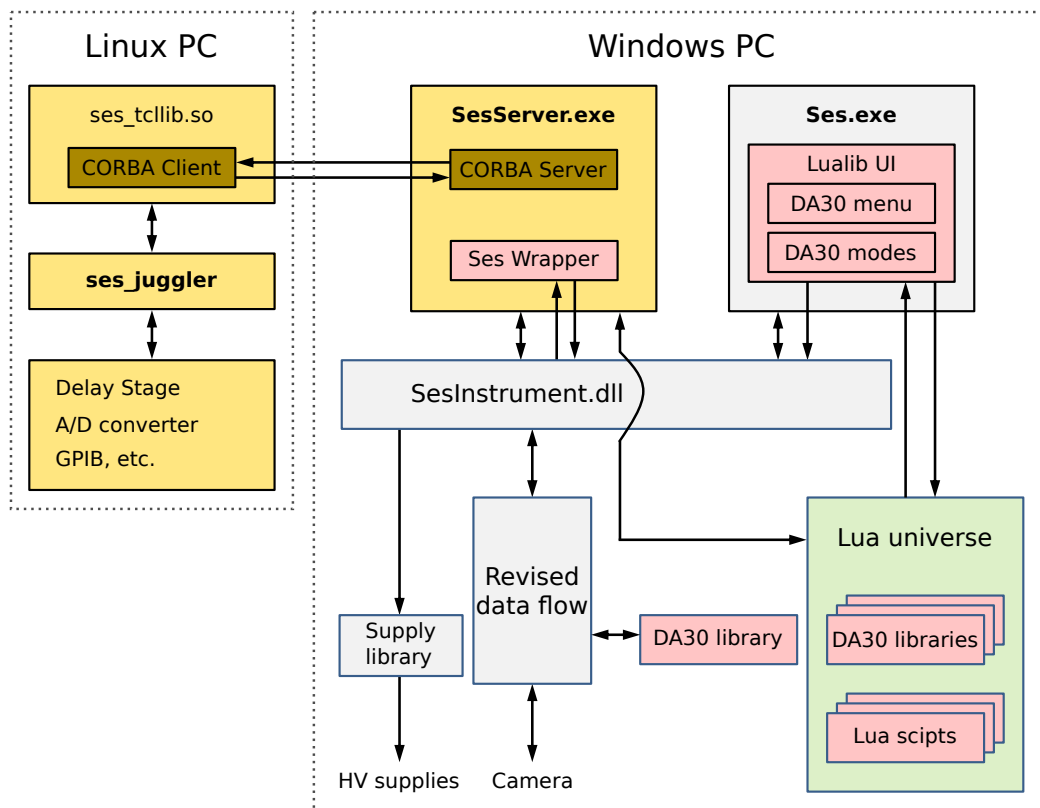 Linux PC
ses_tcllib.so
CORBA Client
ses_juggler
Delay Stage
A/D converter
GPIB, etc.
Windows PC
SesServer.exe
CORBA Server
Ses Wrapper
Ses.exe
Lualib UI
DA30 menu
DA30 modes
SesInstrument.dll
Supply
library
HV supplies
Revised
data flow
Camera
DA30 library
Lua universe
DA30 libraries
Lua scipts